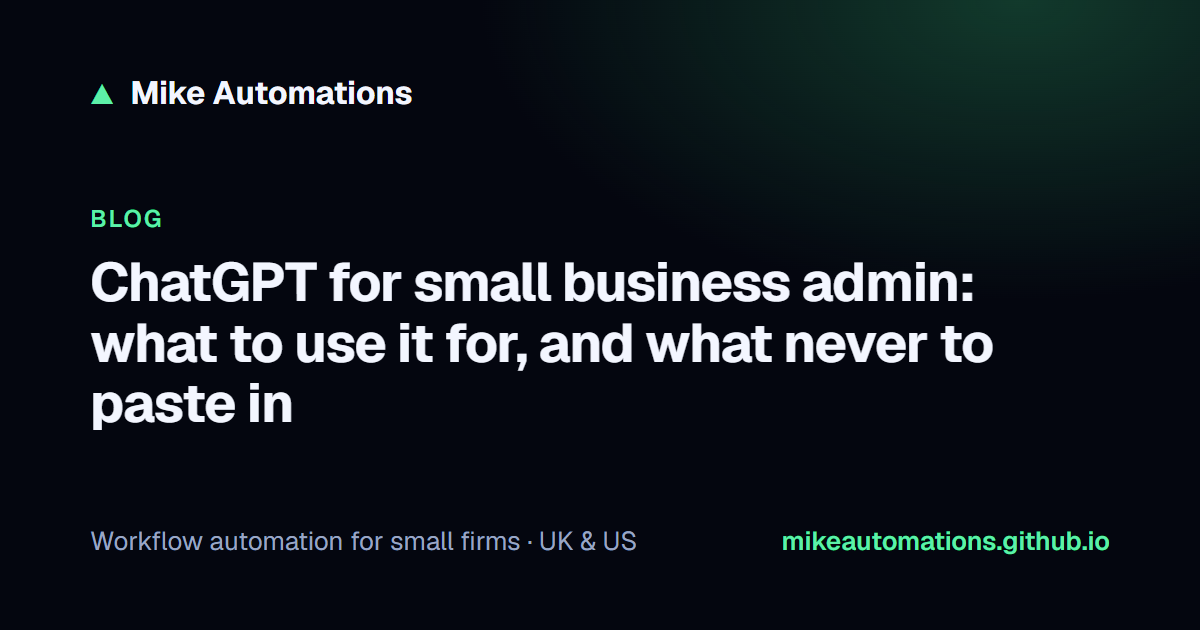 Mike Automations
BLOG
ChatGPT for small business admin:
what to use it for, and what never to
paste in
Workflow automation for small firms · UK & US
mikeautomations.github.io